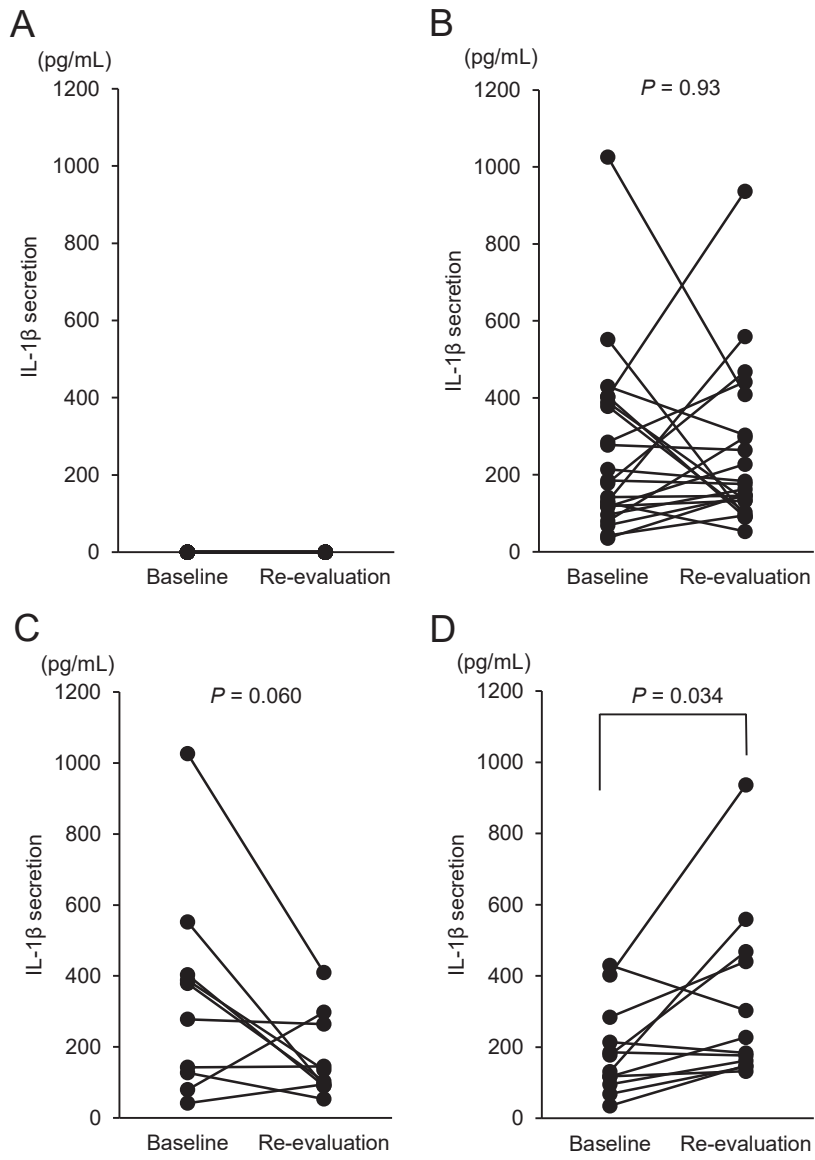 A
(pg/mL)
IL-1β secretion
1200
1000
800
600
400
200
0
Baseline
Re-evaluation
B
(pg/mL)
P = 0.93
IL-1β secretion
1200
1000
800
600
400
200
0
Baseline
Re-evaluation
C
(pg/mL)
P = 0.060
IL-1β secretion
1200
1000
800
600
400
200
0
Baseline
Re-evaluation
D
(pg/mL)
P = 0.034
IL-1β secretion
1200
1000
800
600
400
200
0
Baseline
Re-evaluation